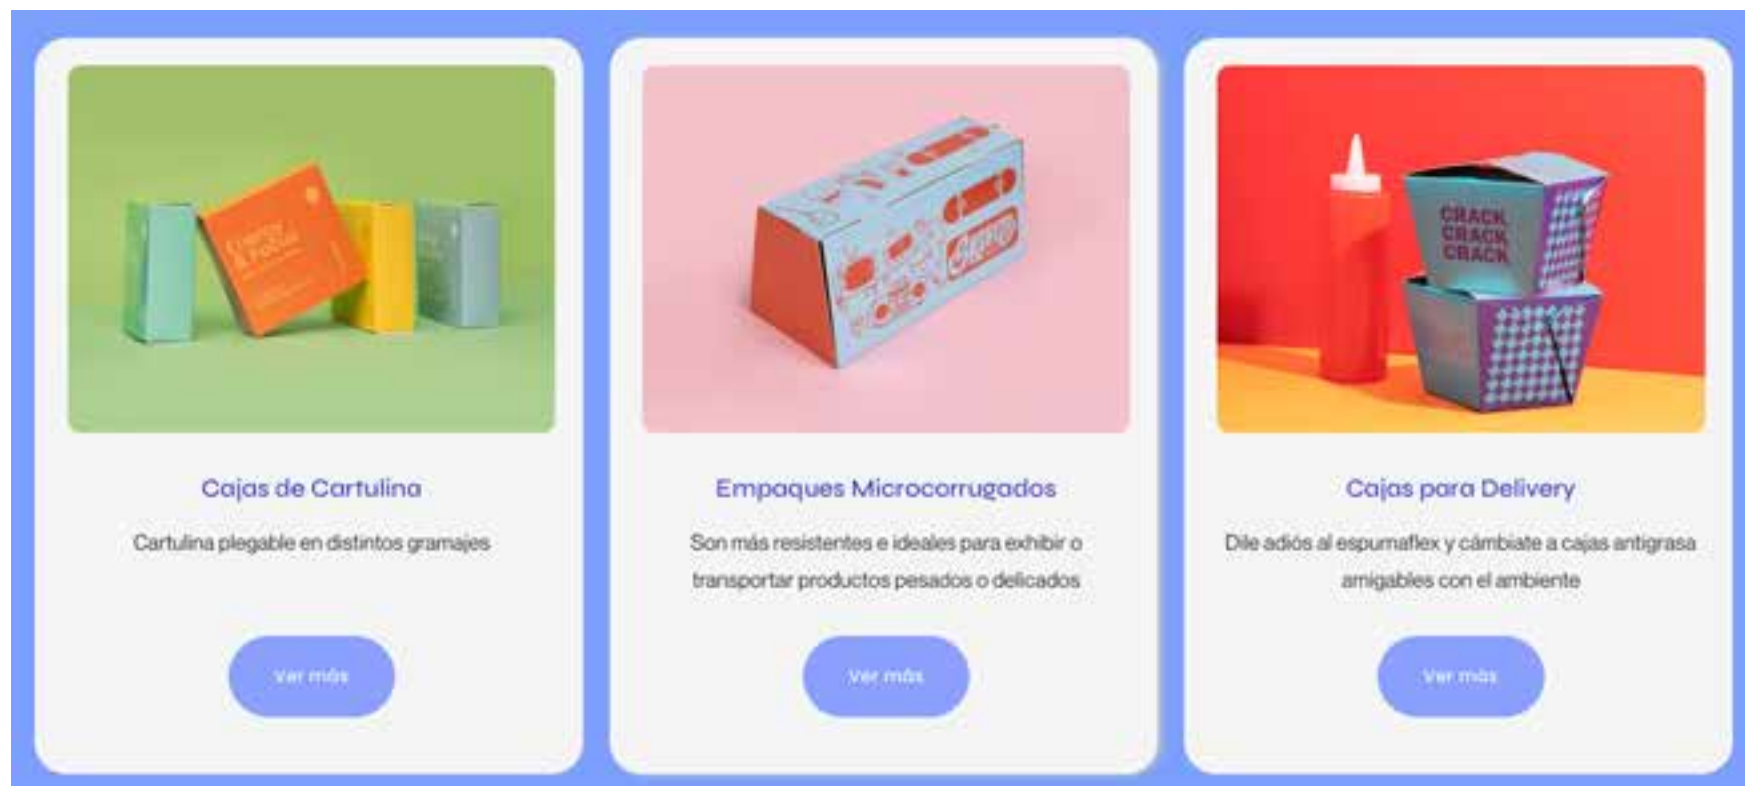 CRACK
CRACK
CRACK
Cajas de Cartulina
Cartulina plegable en distintos gramajes
Ver más
Empaques Microcorrugados
Son más resistentes e ideales para exhibir o
transportar productos pesados o delicados
Ver más
Cajas para Delivery
Dile adiós al espumaflex y cámbiate a cajas antigrasa
amigables con el ambiente
Ver más